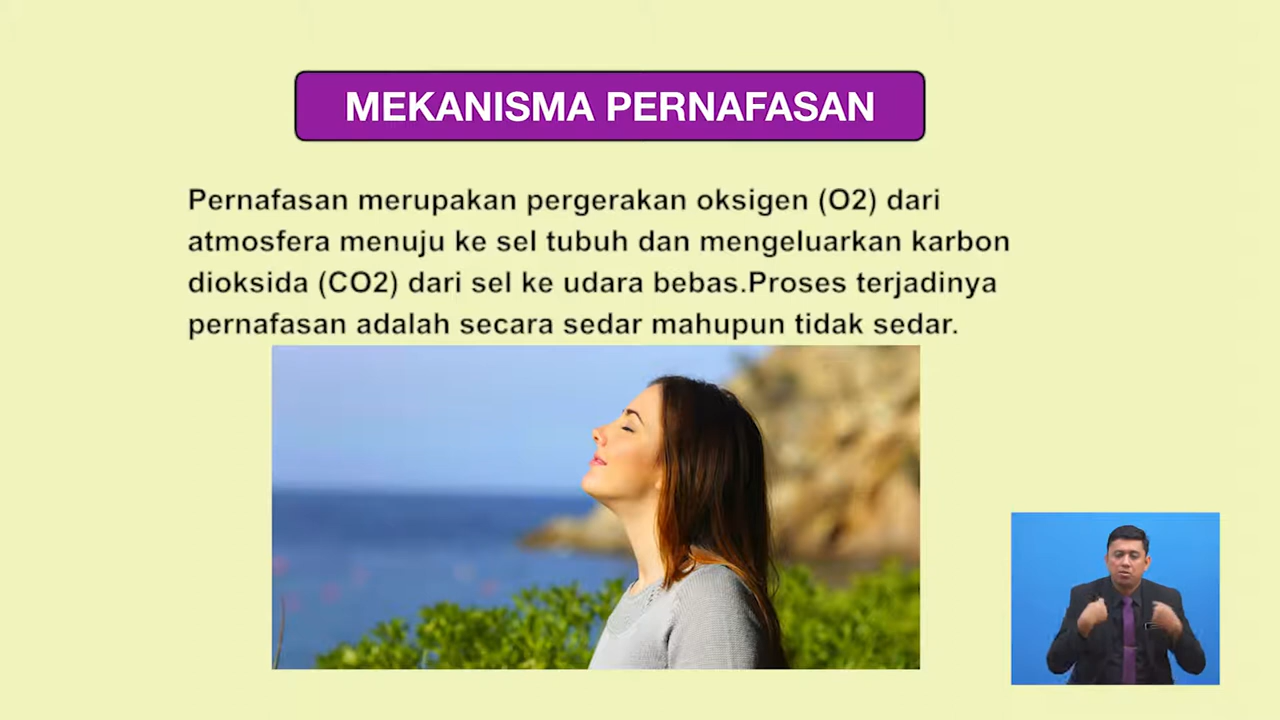 MEKANISMA PERNAFASAN
Pernafasan merupakan pergerakan oksigen (O2) dari
atmosfera menuju ke sel tubuh dan mengeluarkan karbon
dioksida (CO2) dari sel ke udara bebas.Proses terjadinya
pernafasan adalah secara sedar mahupun tidak sedar.